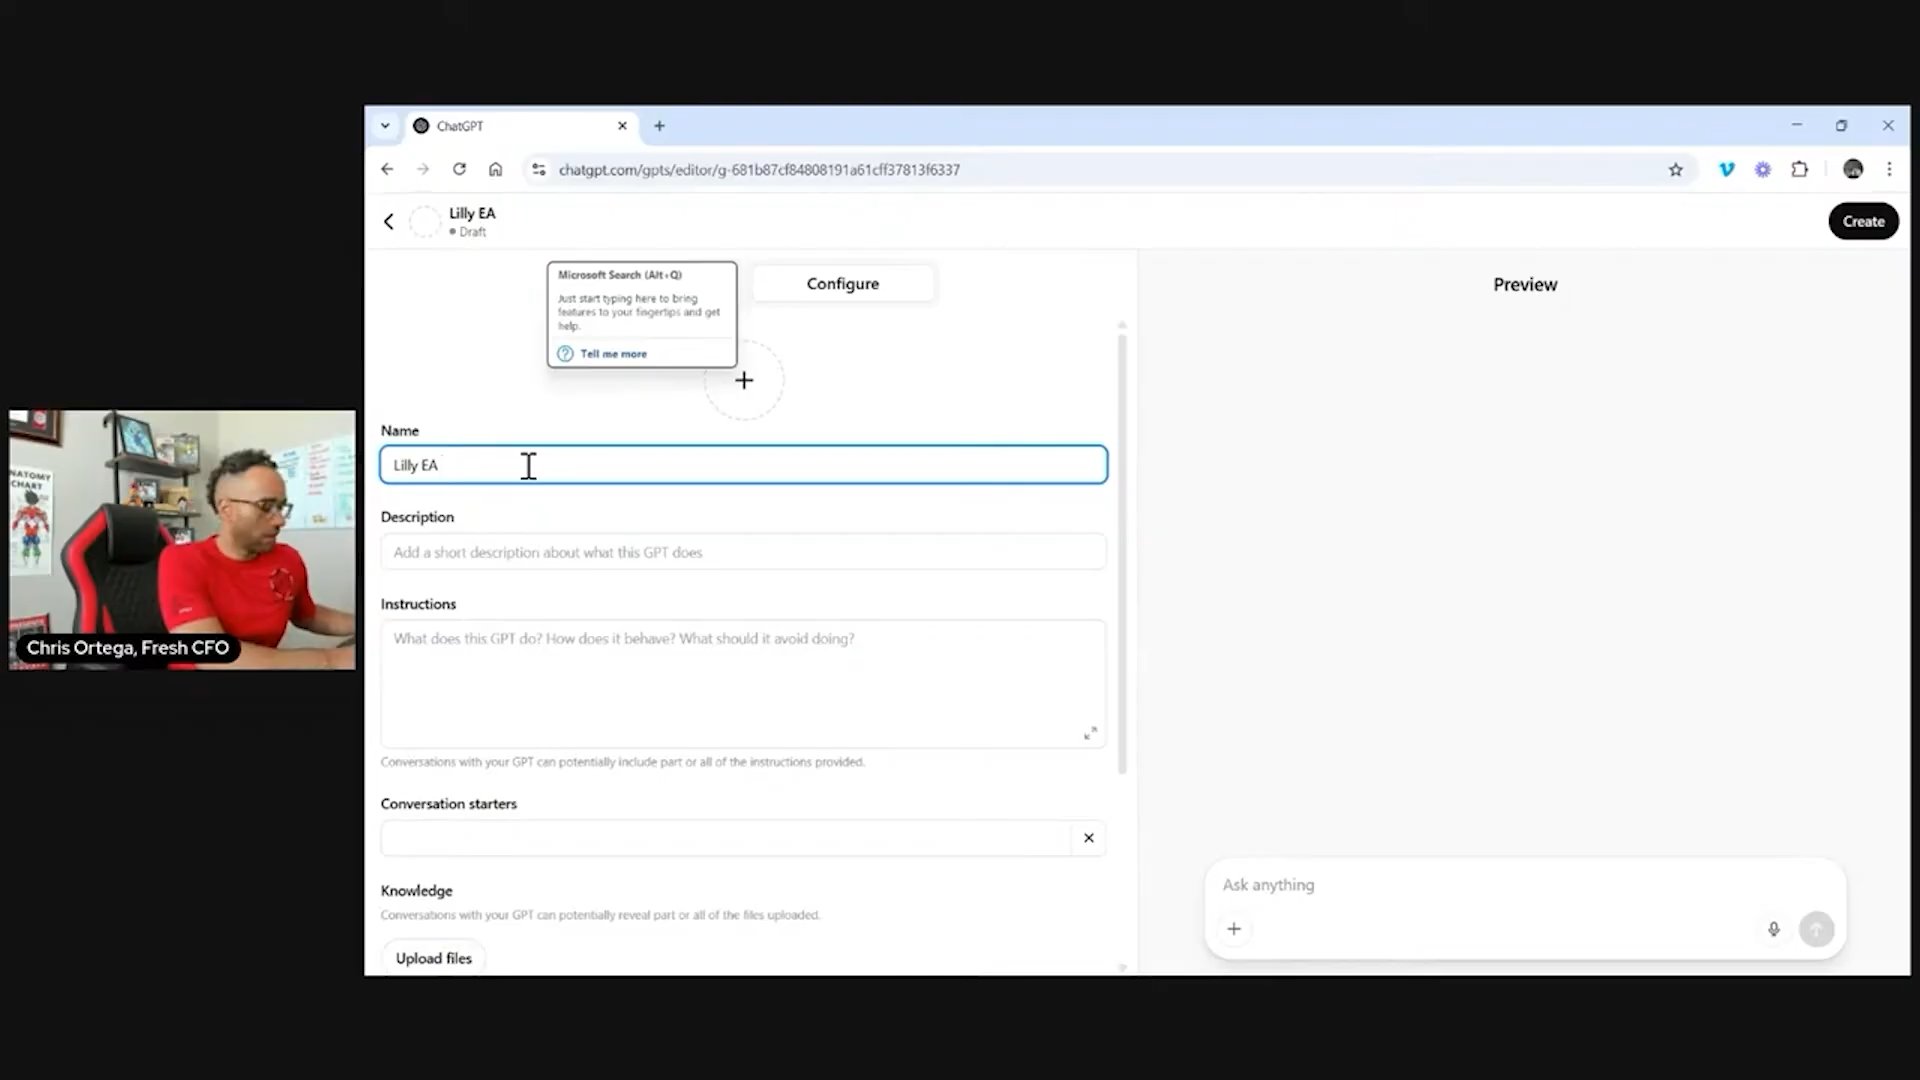 ChatGPT
chatgpt.com/gpts/editor/g-681b87cf84808191a61cff37813f6337
Lilly EA
Draft
Create
Microsoft Search (Alt+Q)
Just start typing here to bring
features to your fingertips and get
help.
Tell me more
Configure
Preview
Name
Lilly EA
Description
Add a short description about what this GPT does
Instructions
What does this GPT do? How does it behave? What should it avoid doing?
Conversations with your GPT can potentially include part or all of the instructions provided.
Conversation starters
Knowledge
Conversations with your GPT can potentially reveal part or all of the files uploaded.
Upload files
Ask anything
NATOMY
CHART
Chris Ortega, Fresh CFO